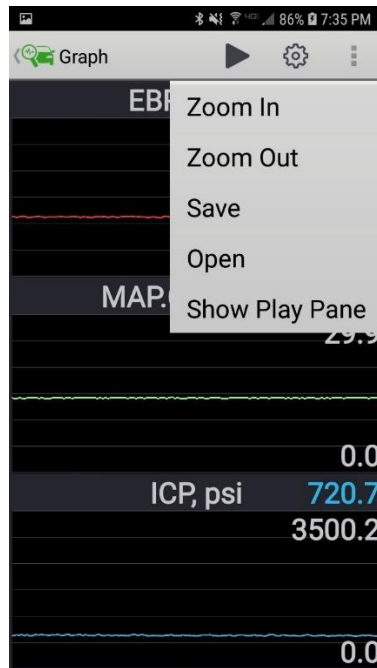 86% 7:35 PM
Graph
Zoom In
Zoom Out
Save
Open
Show Play Pane
MAP.
0.0
ICP, psi 720.7
3500.2
0.0